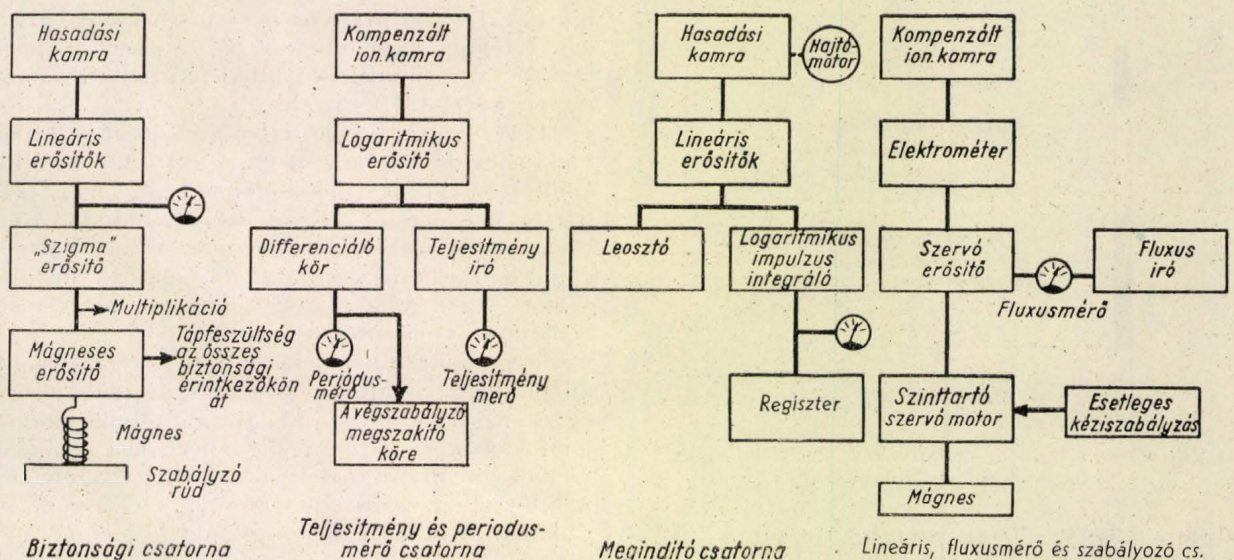 Hasadási
kamra
Lineáris
erősítők
„Szigma"
erősítő
Multiplikáció
Mágneses
erősítő
Tápfeszültség
az összes
biztonsági
érintkezőkön
át
Mágnes
Szabályzó
rúd
Biztonsági csatorna
Kompenzált
ion. kamra
Logaritmikus
erősítő
Differenciáló
kör
Teljesítmény
iró
Periódus-
mérő
Teljesítmény
merő
A végszabályzó
megszakító
köre
Teljesítmény és periodus-
mérő csatorna
Hasadási
kamra
Hajtó-
motor
Lineáris
erősítők
Leosztó
Logaritmikus
impulzus
integráló
Regiszter
Megindító csatorna
Kompenzált
ion. kamra
Elektrométer
Szervó
erősítő
Fluxusmérő
Fluxus
iró
Szinttartó
szervó motor
Esetleges
kéziszabályzás
Mágnes
Lineáris, fluxusmérő és szabályozó cs.